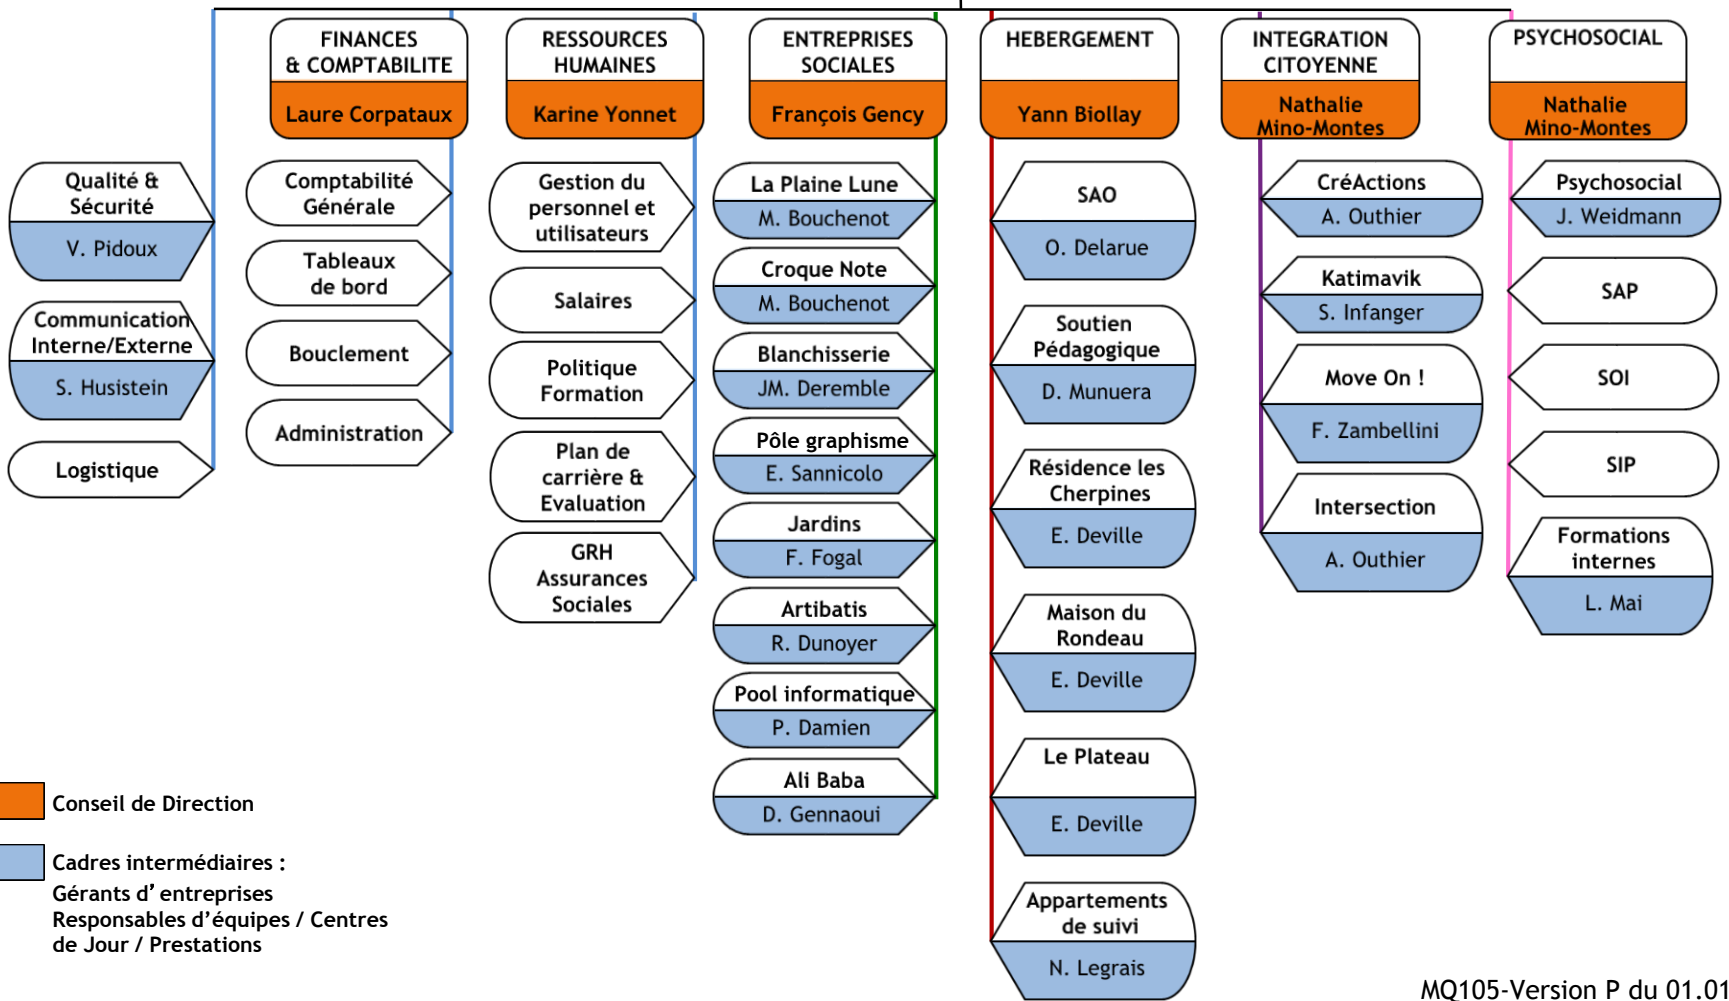 FINANCES
& COMPTABILITE
Laure Corpataux
RESSOURCES
HUMAINES
Karine Yonnet
ENTREPRISES
SOCIALES
François Gency
HEBERGEMENT
Yann Biollay
INTEGRATION
CITOYENNE
Nathalie
Mino-Montes
PSYCHOSOCIAL
Nathalie
Mino-Montes
Qualité &
Sécurité
V. Pidoux
Communication
Interne/Externe
S. Husistein
Logistique
Comptabilité
Générale
Tableaux
de bord
Bouclement
Administration
Gestion du
personnel et
utilisateurs
Salaires
Politique
Formation
Plan de
carrière &
Evaluation
GRH
Assurances
Sociales
La Plaine Lune
M. Bouchenot
Croque Note
M. Bouchenot
Blanchisserie
JM. Deremble
Pôle graphisme
E. Sannicolo
Jardins
F. Fogal
Artibatis
R. Dunoyer
Pool informatique
P. Damien
Ali Baba
D. Gennaoui
SAO
O. Delarue
Soutien
Pédagogique
D. Munuera
Résidence les
Cherpines
E. Deville
Maison du
Rondeau
E. Deville
Le Plateau
E. Deville
Appartements
de suivi
N. Legrais
CréActions
A. Outhier
Katimavik
S. Infanger
Move On !
F. Zambellini
Intersection
A. Outhier
Psychosocial
J. Weidmann
SAP
SOI
SIP
Formations
internes
L. Mai
Conseil de Direction
Cadres intermédiaires :
Gérants d’ entreprises
Responsables d’équipes / Centres
de Jour / Prestations
MQ105-Version P du 01.01